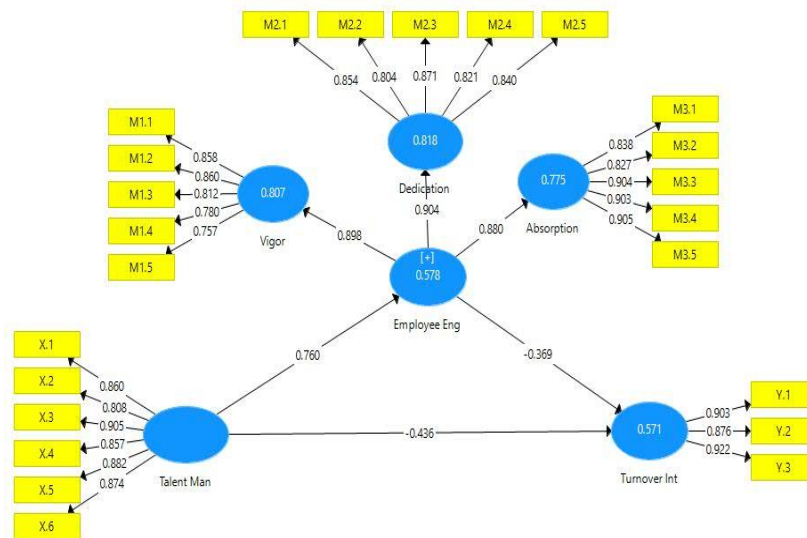 M2.1 M2.2 M2.3 M2.4 M2.5
0.854 0.804 0.871 0.821 0.840
0.818
Dedication
M1.1
M1.2
M1.3
M1.4
M1.5
0.858
0.860
0.812
0.780
0.757
0.807
Vigor
M3.1
M3.2
M3.3
M3.4
M3.5
0.838
0.827
0.904
0.903
0.905
0.775
Absorption
0.898
0.904
0.880
[+]
0.578
Employee Eng
0.760
-0.369
-0.436
X.1
X.2
X.3
X.4
X.5
X.6
0.860
0.808
0.905
0.857
0.882
0.874
Talent Man
0.571
Turnover Int
0.903
0.876
0.922
Y.1
Y.2
Y.3